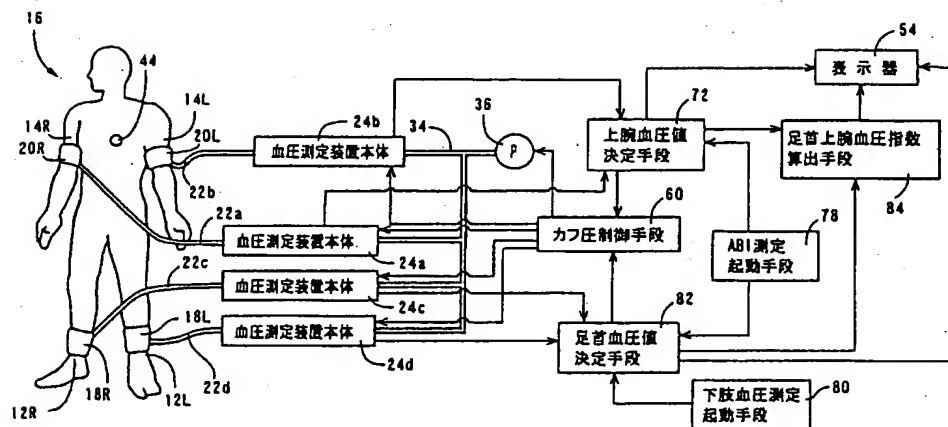 16
44
14R
14L
20R
20L
22b
24b
血圧測定装置本体
34
36
P
72
上腕血圧値
決定手段
54
表示器
足首上腕血圧指数
算出手段
84
22a
血圧測定装置本体
24a
60
カフ圧制御手段
78
ABI測定
起動手段
22c
血圧測定装置本体
24c
18L
血圧測定装置本体
24d
82
足首血圧値
決定手段
12R
18R
12L
22d
下肢血圧測定
起動手段
80